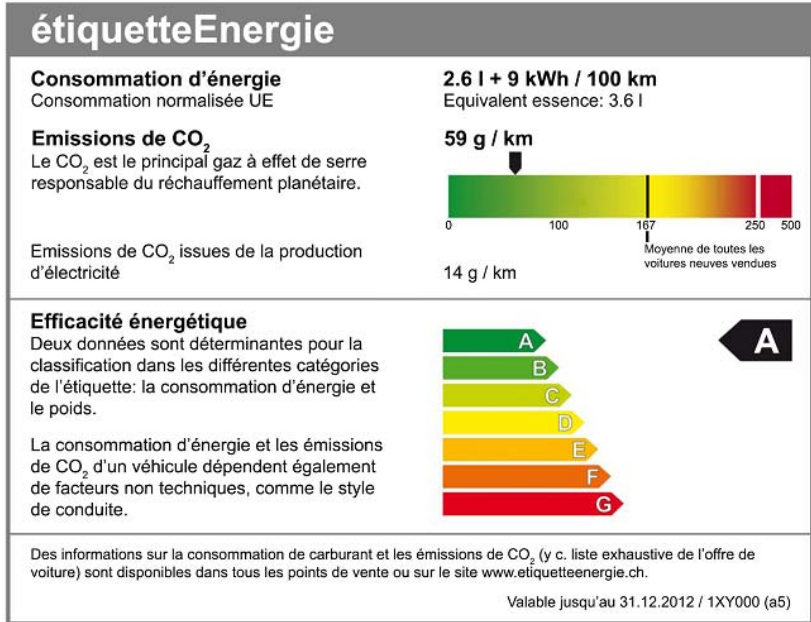 étiquetteEnergie
Consommation d'énergie
2.6 l + 9 kWh / 100 km
Consommation normalisée UE
Equivalent essence: 3.6 l
Emissions de CO₂
59 g / km
Le CO₂ est le principal gaz à effet de serre
responsable du réchauffement planétaire.
0 100 167 250 500
Moyenne de toutes les
voitures neuves vendues
Emissions de CO₂ issues de la production
d'électricité
14 g / km
Efficacité énergétique
Deux données sont déterminantes pour la
classification dans les différentes catégories
de l'étiquette: la consommation d'énergie et
le poids.
La consommation d'énergie et les émissions
de CO₂ d'un véhicule dépendent également
de facteurs non techniques, comme le style
de conduite.
A
B
C
D
E
F
G
A
Des informations sur la consommation de carburant et les émissions de CO₂ (y c. liste exhaustive de l'offre de
voiture) sont disponibles dans tous les points de vente ou sur le site www.etiquetteenergie.ch.
Valable jusqu'au 31.12.2012 / 1XY000 (a5)